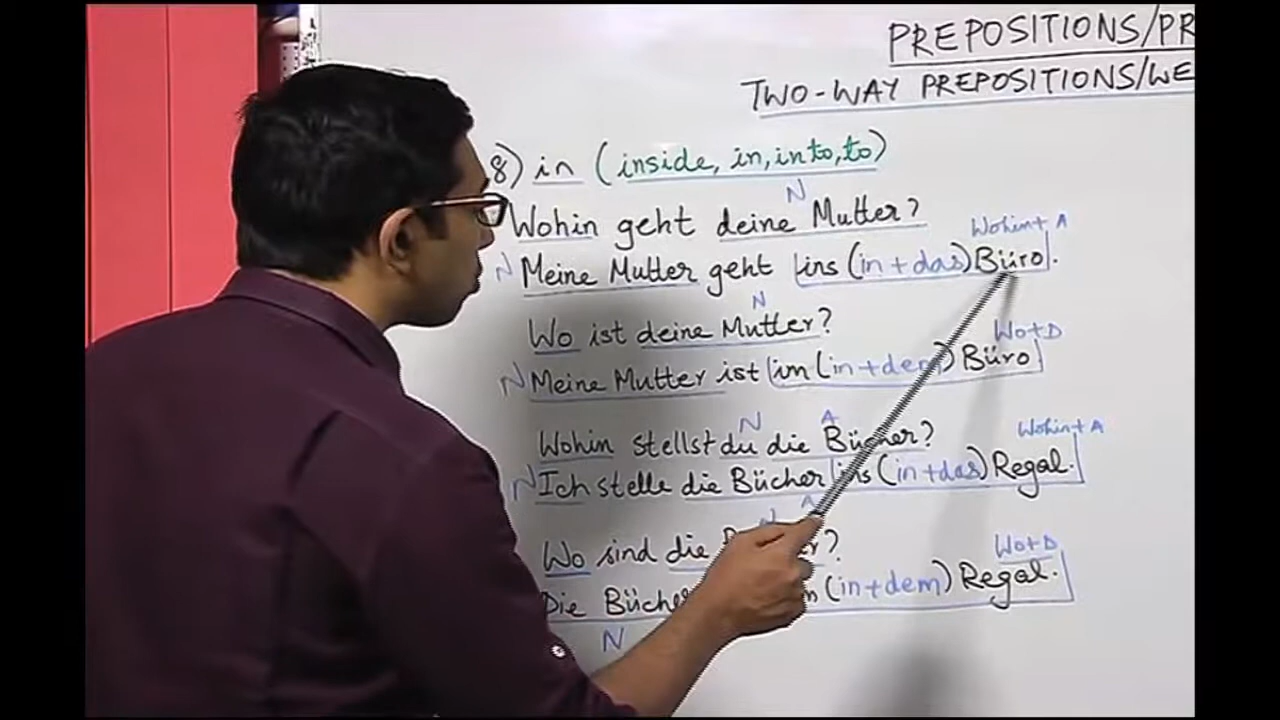 PREPOSITIONS/PR
TWO-WAY PREPOSITIONS/WE
8) in (inside, in, into, to)
N
Wohin geht deine Mutter?
Wohin + A
N Meine Mutter geht ins (in + das) Büro.
N
Wo ist deine Mutter?
Wo + D
N Meine Mutter ist im (in + dem) Büro
N A
Wohin stellst du die Bücher?
Wohin + A
N Ich stelle die Bücher ins (in + das) Regal.
A
Wo sind die ?
Wo + D
Die (in + dem) Regal.
N